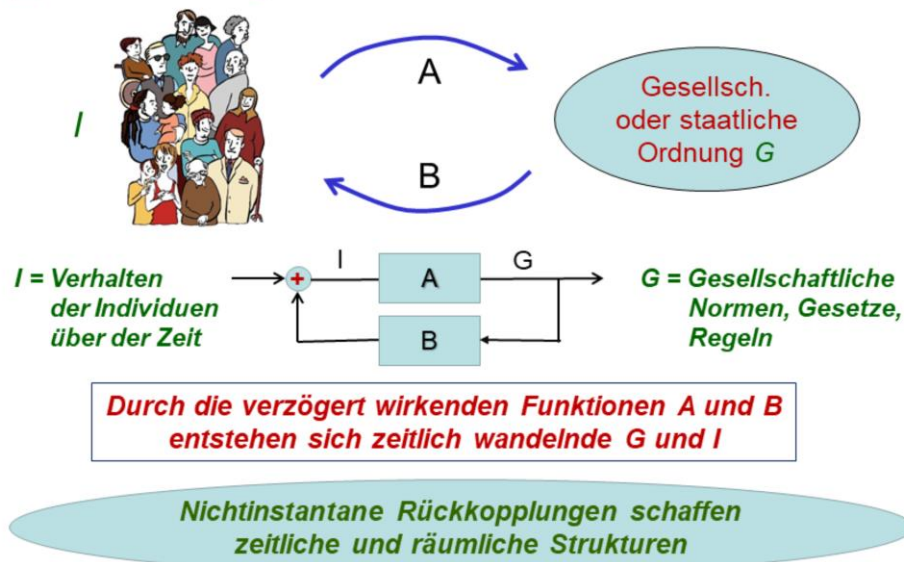 I
A
B
Gesellsch.
oder staatliche
Ordnung G
I = Verhalten
der Individuen
über der Zeit
+
I
A
G
B
G = Gesellschaftliche
Normen, Gesetze,
Regeln
Durch die verzögert wirkenden Funktionen A und B
entstehen sich zeitlich wandelnde G und I
Nichtinstantane Rückkopplungen schaffen
zeitliche und räumliche Strukturen